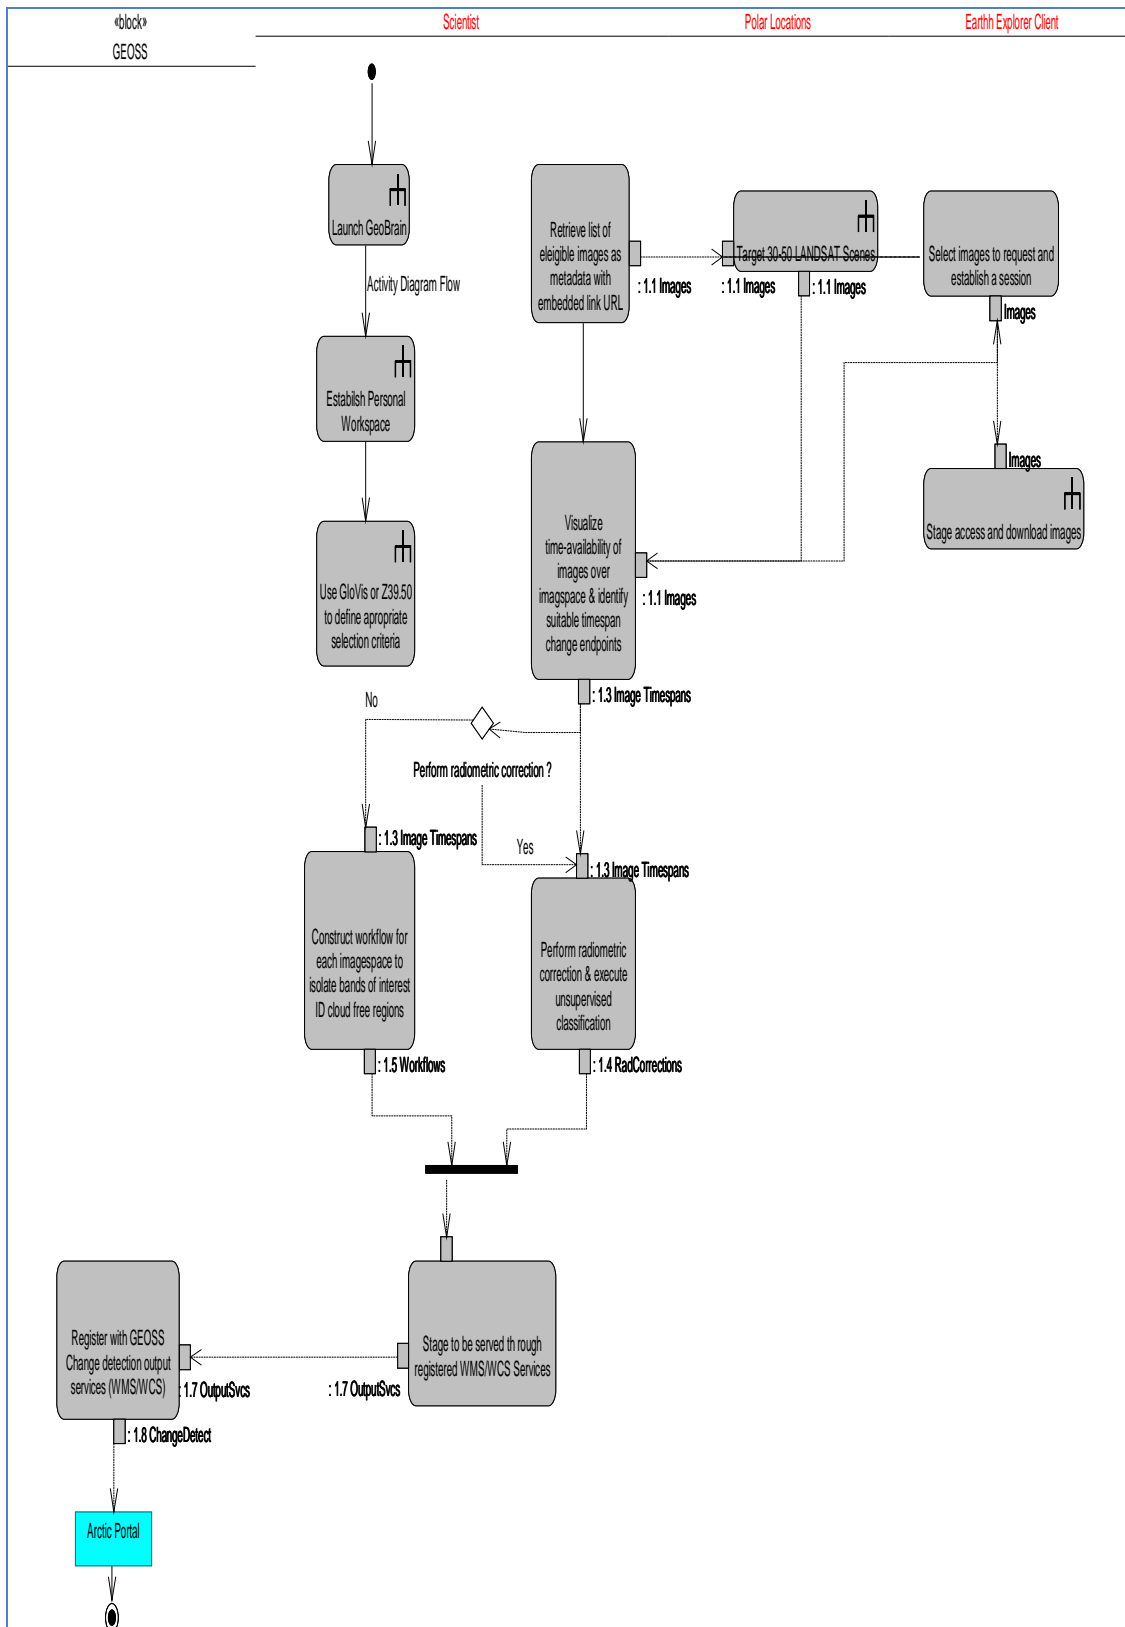 «block»
GEOSS
Scientist
Polar Locations
Earthh Explorer Client
Launch GeoBrain
Retrieve list of
eleigible images as
metadata with
embedded link URL
: 1.1 Images
Target 30-50 LANDSAT Scenes
: 1.1 Images
: 1.1 Images
Select images to request and
establish a session
Images
Activity Diagram Flow
Estabilsh Personal
Workspace
Images
Stage access and download images
Use GloVis or Z39.50
to define apropriate
selection criteria
Visualize
time-availability of
images over
imagspace & identify
suitable timespan
change endpoints
: 1.1 Images
: 1.3 Image Timespans
No
Perform radiometric correction ?
Yes
: 1.3 Image Timespans
: 1.3 Image Timespans
Construct workflow for
each imagespace to
isolate bands of interest
ID cloud free regions
Perform radiometric
correction & execute
unsupervised
classification
: 1.5 Workflows
: 1.4 RadCorrections
Register with GEOSS
Change detection output
services (WMS/WCS)
: 1.7 OutputSvcs
Stage to be served th rough
registered WMS/WCS Services
: 1.7 OutputSvcs
: 1.8 ChangeDetect
Arctic Portal